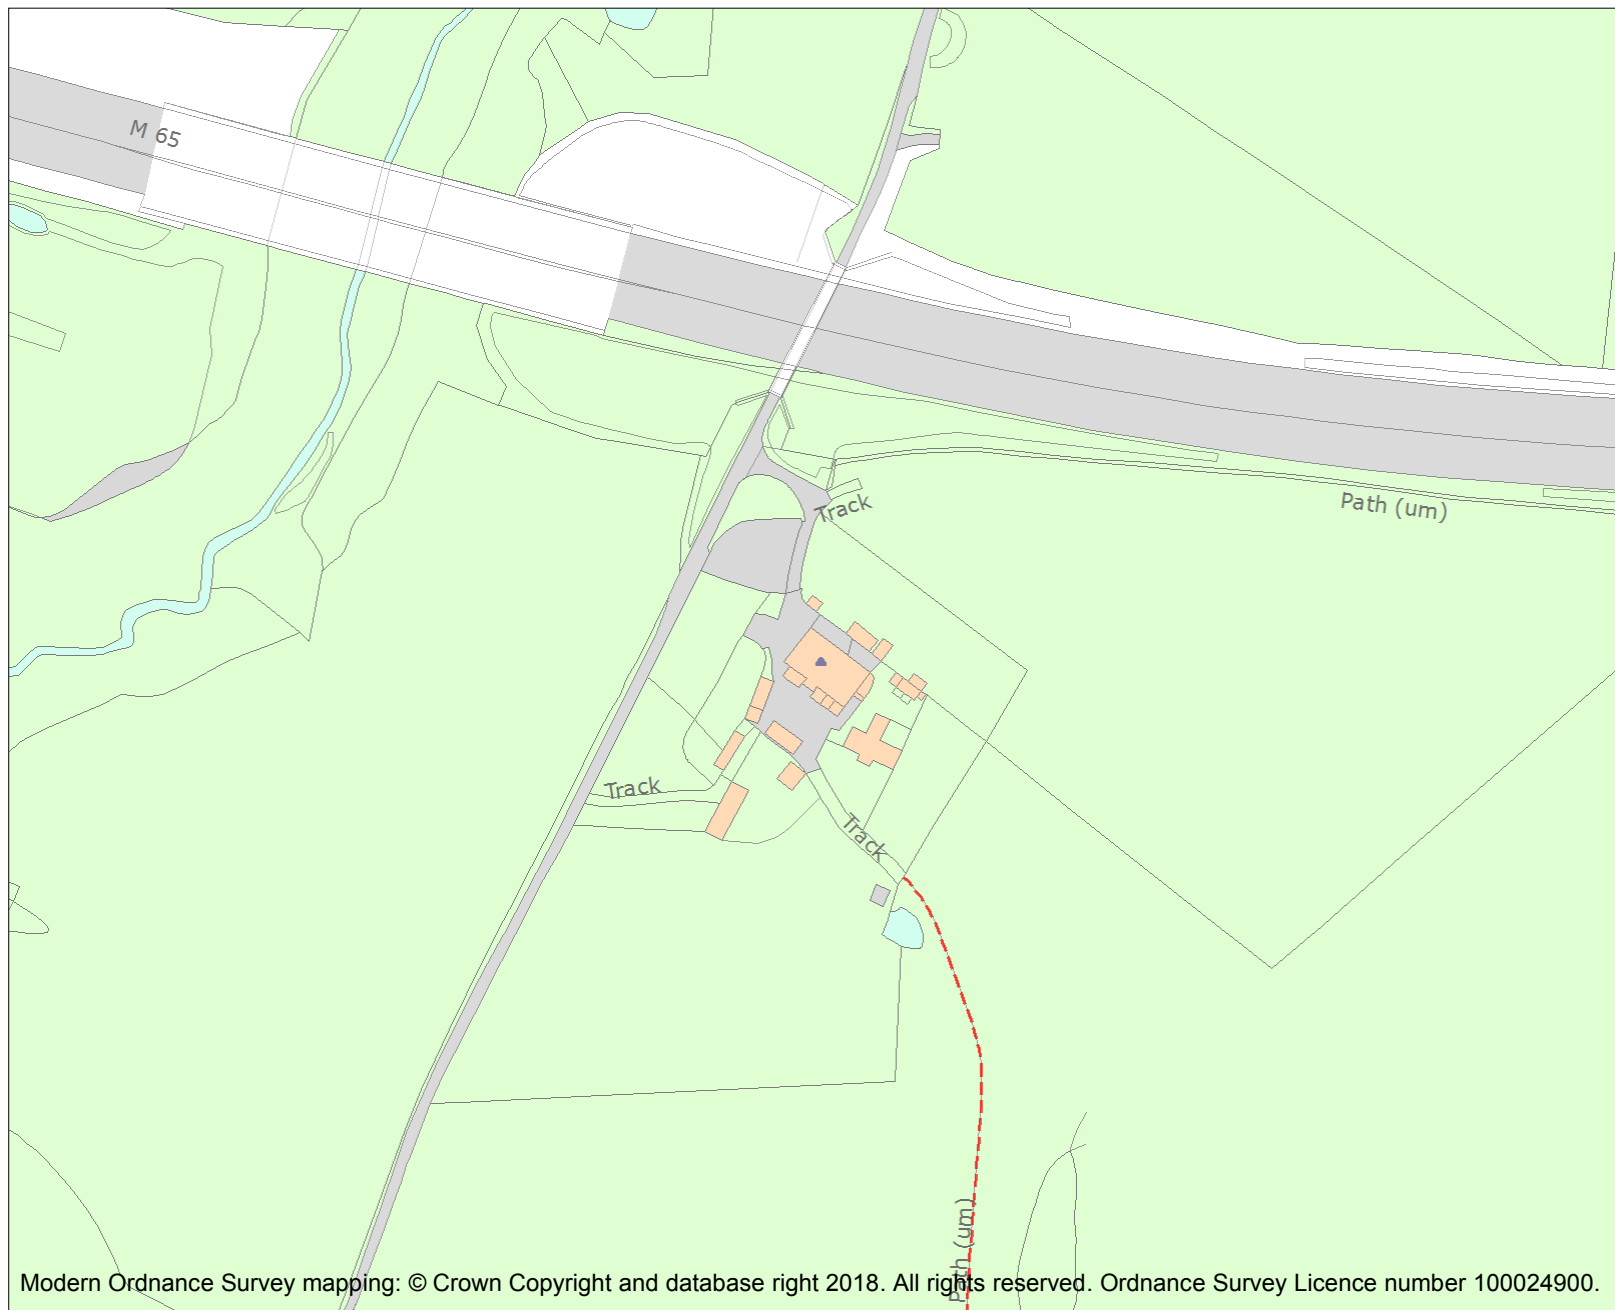 M 65
Track
Path (um)
Track
Track
Path (um)
Modern Ordnance Survey mapping: © Crown Copyright and database right 2018. All rights reserved. Ordnance Survey Licence number 100024900.